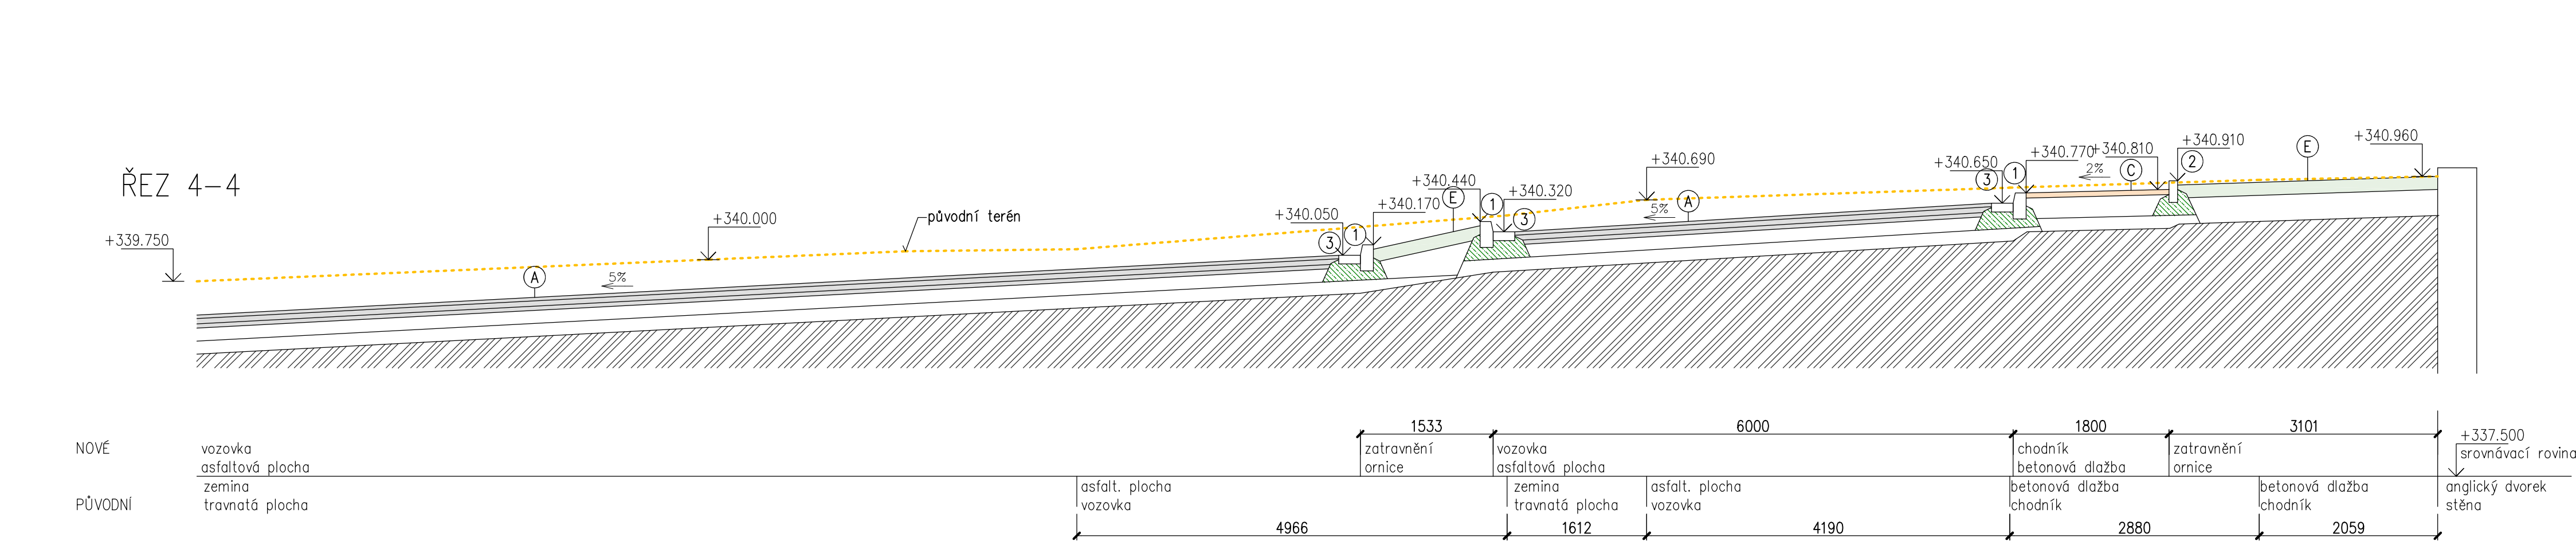 ŘEZ 4-4
+339.750
+340.000
původní terén
+340.050
+340.170
+340.440
+340.320
+340.690
+340.650
+340.770
+340.810
+340.910
+340.960
A
5%
3
1
E
1
3
5%
A
3
1
2%
C
2
E
1533
6000
1800
3101
NOVÉ
vozovka
asfaltová plocha
zatravnění
ornice
vozovka
asfaltová plocha
chodník
betonová dlažba
zatravnění
ornice
+337.500
srovnávací rovina
PŮVODNÍ
zemina
travnatá plocha
asfalt. plocha
vozovka
zemina
travnatá plocha
asfalt. plocha
vozovka
betonová dlažba
chodník
betonová dlažba
chodník
anglický dvorek
stěna
4966
1612
4190
2880
2059